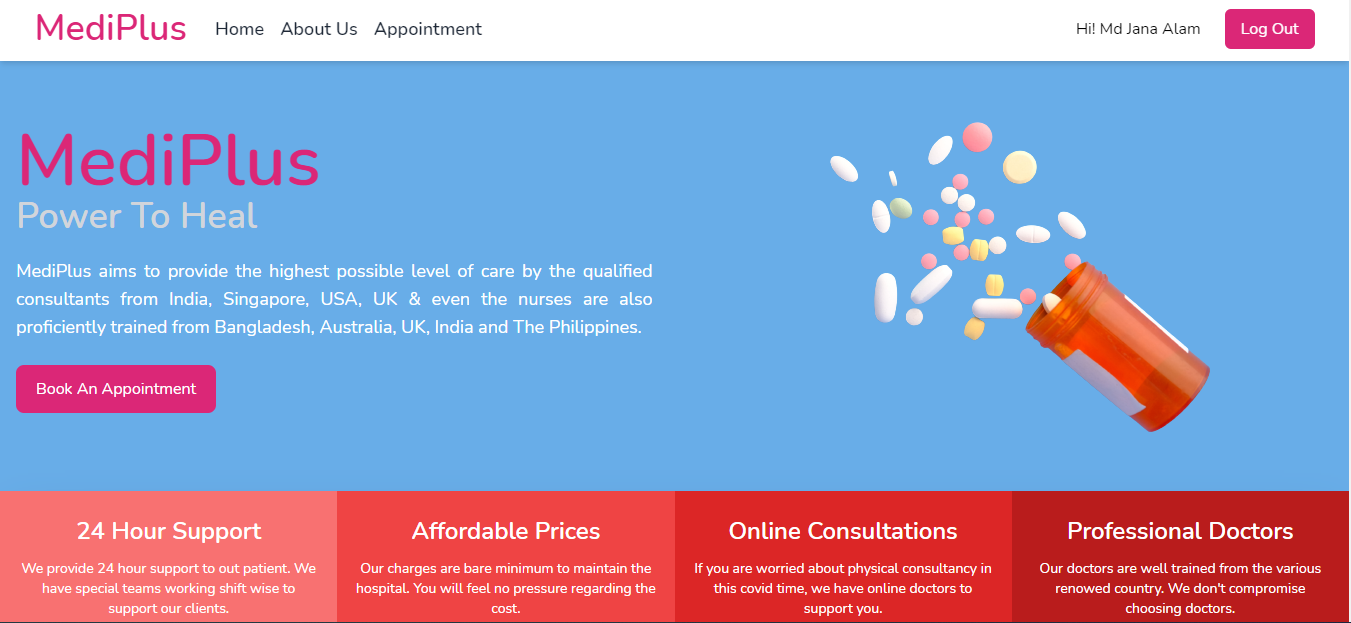 MediPlus
Home
About Us
Appointment
Hi! Md Jana Alam
Log Out
MediPlus
Power To Heal
MediPlus aims to provide the highest possible level of care by the qualified
consultants from India, Singapore, USA, UK & even the nurses are also
proficiently trained from Bangladesh, Australia, UK, India and The Philippines.
Book An Appointment
24 Hour Support
We provide 24 hour support to out patient. We
have special teams working shift wise to
support our clients.
Affordable Prices
Our charges are bare minimum to maintain the
hospital. You will feel no pressure regarding the
cost.
Online Consultations
If you are worried about physical consultancy in
this covid time, we have online doctors to
support you.
Professional Doctors
Our doctors are well trained from the various
renowed country. We don't compromise
choosing doctors.